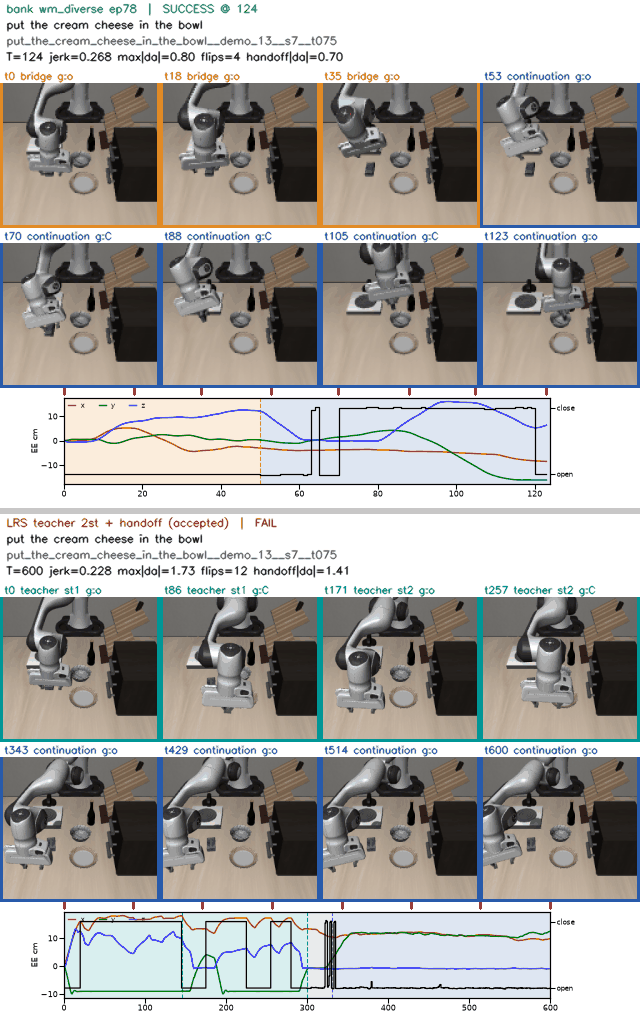 bank wm_diverse ep78 | SUCCESS @ 124
put the cream cheese in the bowl
put_the_cream_cheese_in_the_bowl__demo_13__s7__t075
T=124 jerk=0.268 max|da|=0.80 flips=4 handoff|da|=0.70
t0 bridge g:o
t18 bridge g:o
t35 bridge g:o
t53 continuation g:o
t70 continuation g:C
t88 continuation g:C
t105 continuation g:C
t123 continuation g:o
x y z
EE cm
10
0
−10
close
open
0 20 40 60 80 100 120
LRS teacher 2st + handoff (accepted) | FAIL
put the cream cheese in the bowl
put_the_cream_cheese_in_the_bowl__demo_13__s7__t075
T=600 jerk=0.228 max|da|=1.73 flips=12 handoff|da|=1.41
t0 teacher st1 g:o
t86 teacher st1 g:C
t171 teacher st2 g:o
t257 teacher st2 g:C
t343 continuation g:o
t429 continuation g:o
t514 continuation g:o
t600 continuation g:o
x y
EE cm
10
0
−10
close
open
0 100 200 300 400 500 600